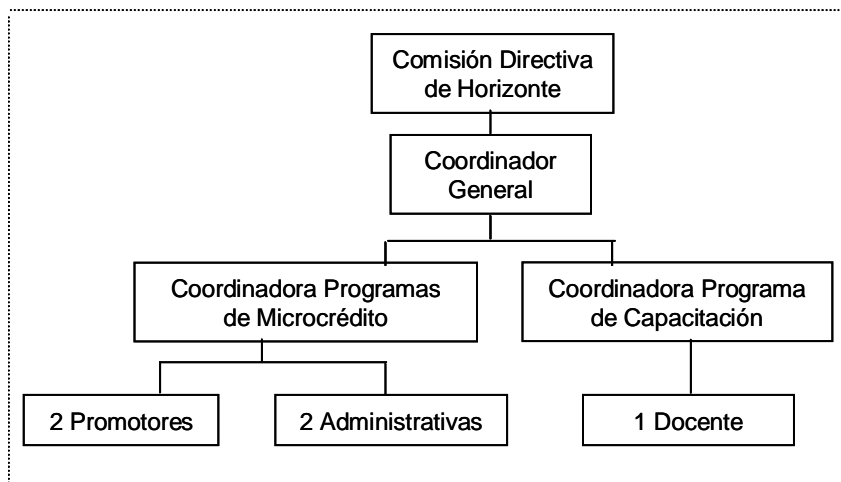 Comisión Directiva
de Horizonte
Coordinador
General
Coordinadora Programas
de Microcrédito
Coordinadora Programa
de Capacitación
2 Promotores
2 Administrativas
1 Docente